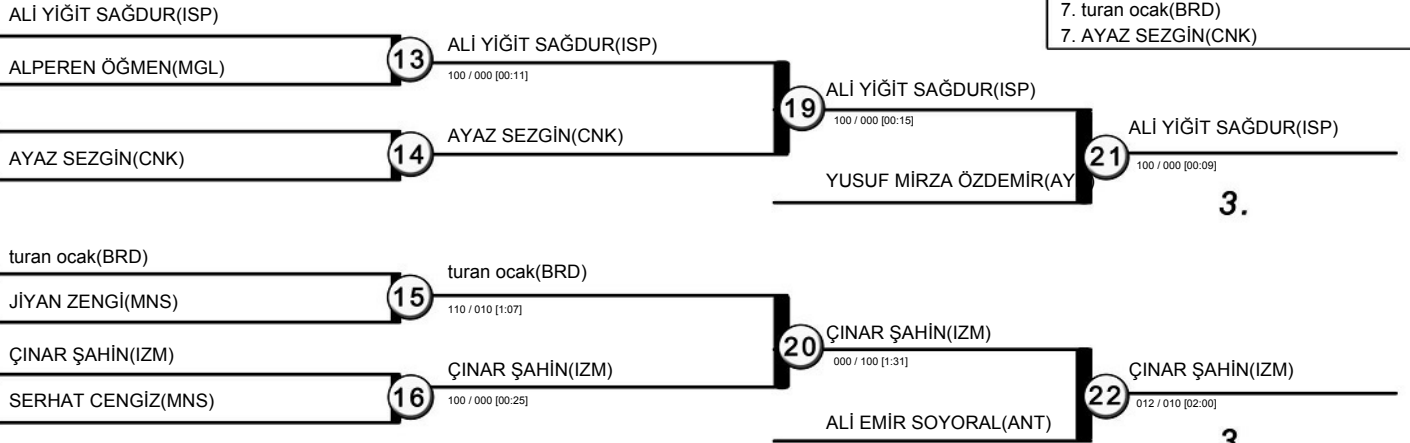 7. turan ocak(BRD)
7. AYAZ SEZGİN(CNK)
ALİ YİĞİT SAĞDUR(ISP)
ALPEREN ÖĞMEN(MGL)
13
ALİ YİĞİT SAĞDUR(ISP)
100 / 000 [00:11]
AYAZ SEZGİN(CNK)
14
AYAZ SEZGİN(CNK)
19
ALİ YİĞİT SAĞDUR(ISP)
100 / 000 [00:15]
YUSUF MİRZA ÖZDEMİR(AY
21
ALİ YİĞİT SAĞDUR(ISP)
100 / 000 [00:09]
3.
turan ocak(BRD)
JİYAN ZENGİ(MNS)
15
turan ocak(BRD)
110 / 010 [1:07]
ÇINAR ŞAHİN(IZM)
SERHAT CENGİZ(MNS)
16
ÇINAR ŞAHİN(IZM)
100 / 000 [00:25]
20
ÇINAR ŞAHİN(IZM)
000 / 100 [1:31]
ALİ EMİR SOYORAL(ANT)
22
ÇINAR ŞAHİN(IZM)
012 / 010 [02:00]